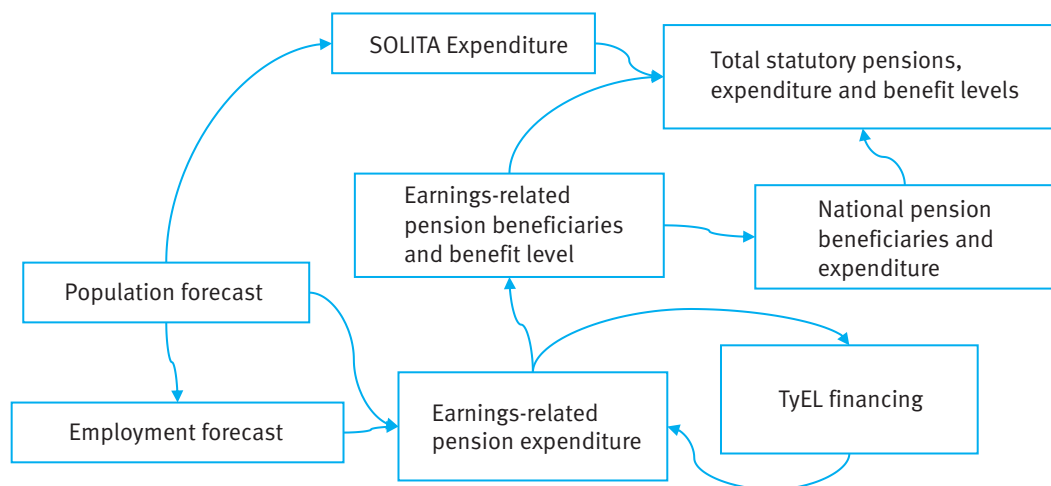 SOLITA Expenditure
Total statutory pensions,
expenditure and benefit levels
Earnings-related
pension beneficiaries
and benefit level
National pension
beneficiaries and
expenditure
Population forecast
Employment forecast
Earnings-related
pension expenditure
TyEL financing